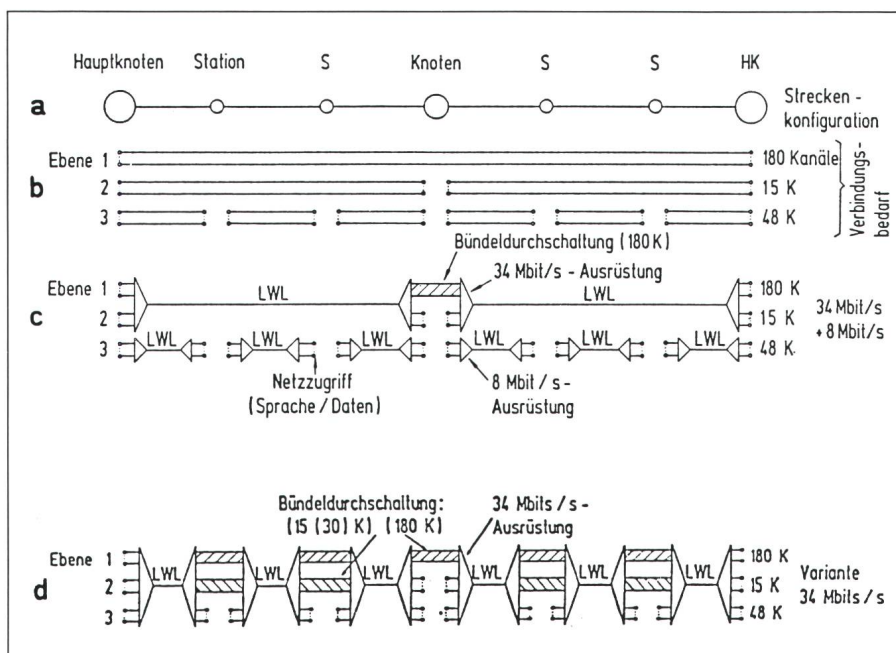 Hauptknoten Station S Knoten S S HK
a
Strecken-
konfiguration
Ebene 1 180 Kanäle
b 2 15 K
3 48 K
Verbindungs-
bedarf
Bündeldurchschaltung (180 K)
34 Mbit/s - Ausrüstung
Ebene 1 LWL LWL 180 K
c 2 15 K
34 Mbit/s
+ 8 Mbit/s
3 LWL LWL LWL LWL LWL LWL 48 K.
Netzzugriff
(Sprache / Daten)
8 Mbit / s -
Ausrüstung
Bündeldurchschaltung:
(15 (30) K) (180 K)
34 Mbits / s -
Ausrüstung
Ebene 1 180 K
2 LWL LWL LWL LWL LWL LWL 15 K
d 3 48 K
Variante
34 Mbits / s